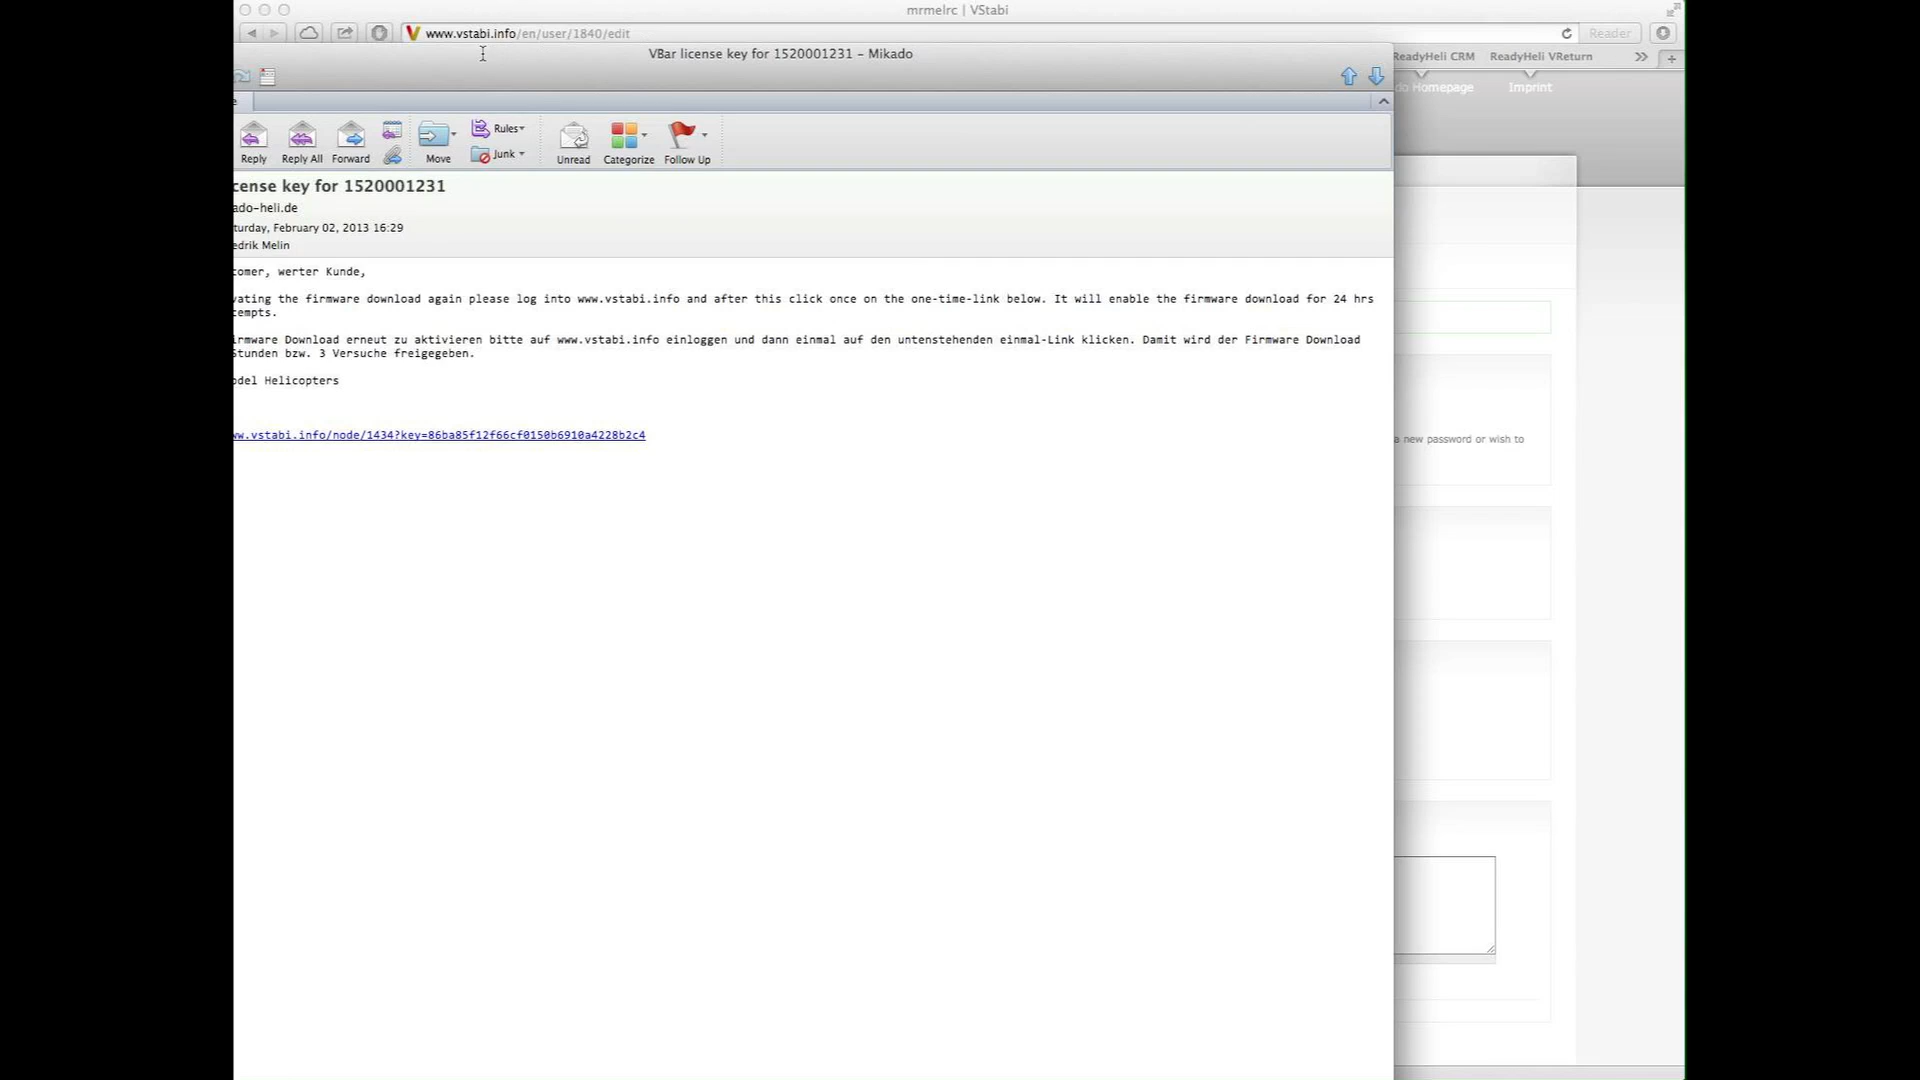 mrmelrc | VStabi
www.vstabi.info/en/user/1840/edit
Reader
VBar license key for 1520001231 – Mikado
ReadyHeli CRM
ReadyHeli VReturn
Homepage
Imprint
Reply
Reply All
Forward
Move
Rules
Junk
Unread
Categorize
Follow Up
cense key for 1520001231
ado-heli.de
turday, February 02, 2013 16:29
edrik Melin
tomer, werter Kunde,
vating the firmware download again please log into www.vstabi.info and after this click once on the one-time-link below. It will enable the firmware download for 24 hrs
tempts.
irmware Download erneut zu aktivieren bitte auf www.vstabi.info einloggen und dann einmal auf den untenstehenden einmal-Link klicken. Damit wird der Firmware Download
Stunden bzw. 3 Versuche freigegeben.
odel Helicopters
ww.vstabi.info/node/1434?key=86ba85f12f66cf0150b6910a4228b2c4
a new password or wish to